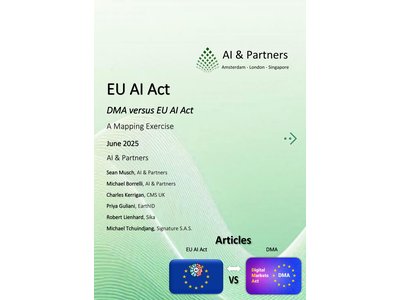 AI & Partners
Amsterdam - London - Singapore
EU AI Act
DMA versus EU AI Act
A Mapping Exercise
June 2025
AI & Partners
Sean Musch, AI & Partners
Michael Borrelli, AI & Partners
Charles Kerrigan, CMS UK
Priya Guliani, EarthID
Robert Lienhard, Sika
Michael Tchuindjang, Signature S.A.S.
Articles
EU AI Act
DMA
VS
Digital
Markets
Act
DMA